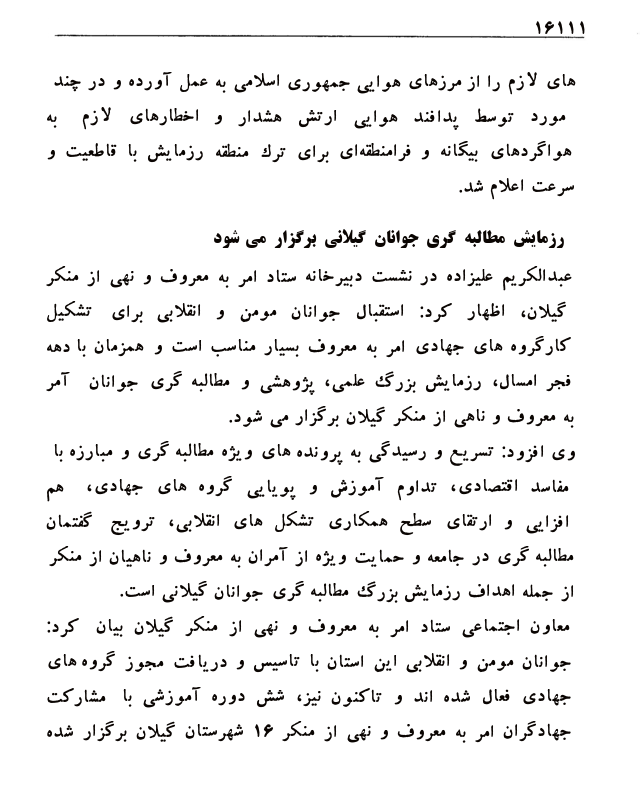 ۱۶۱۱۱
های لازم را از مرزهای هوایی جمهوری اسلامی به عمل آورده و در چند
مورد توسط پدافند هوایی ارتش هشدار و اخطارهای لازم به
هواگردهای بیگانه و فرامنطقه‌ای برای ترك منطقه رزمایش با قاطعیت و
سرعت اعلام شد.
رزمایش مطالبه گری جوانان گیلانی برگزار می شود
عبدالکریم علیزاده در نشست دبیرخانه ستاد امر به معروف و نهی از منکر
گیلان، اظهار کرد: استقبال جوانان مومن و انقلابی برای تشکیل
کارگروه های جهادی امر به معروف بسیار مناسب است و همزمان با دهه
فجر امسال، رزمایش بزرگ علمی، پژوهشی و مطالبه گری جوانان آمر
به معروف و ناهی از منکر گیلان برگزار می شود.
وی افزود: تسریع و رسیدگی به پرونده های ویژه مطالبه گری و مبارزه با
مفاسد اقتصادی، تداوم آموزش و پویایی گروه های جهادی، هم
افزایی و ارتقای سطح همکاری تشکل های انقلابی، ترویج گفتمان
مطالبه گری در جامعه و حمایت ویژه از آمران به معروف و ناهیان از منکر
از جمله اهداف رزمایش بزرگ مطالبه گری جوانان گیلانی است.
معاون اجتماعی ستاد امر به معروف و نهی از منکر گیلان بیان کرد:
جوانان مومن و انقلابی این استان با تاسیس و دریافت مجوز گروه های
جهادی فعال شده اند و تاکنون نیز، شش دوره آموزشی با مشارکت
جهادگران امر به معروف و نهی از منکر ۱۶ شهرستان گیلان برگزار شده